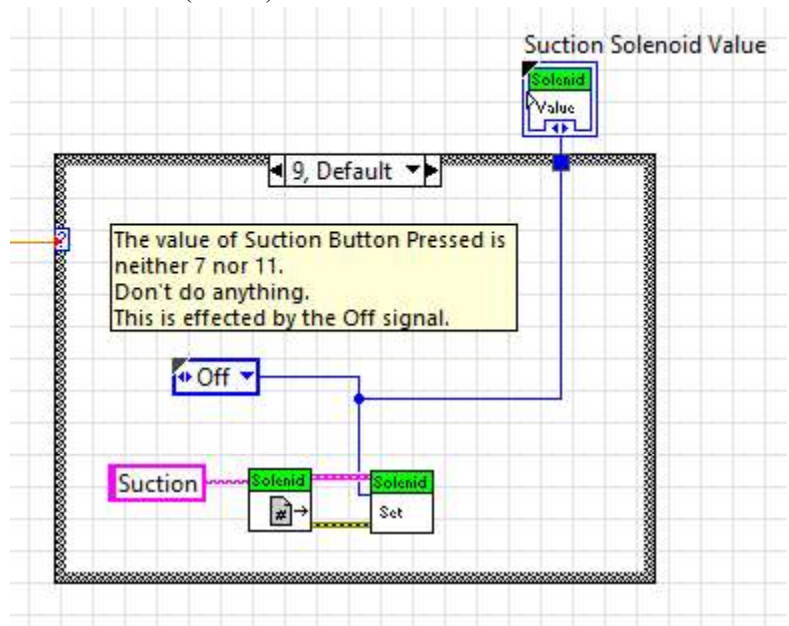 Suction Solenoid Value
Solenid
Value
9, Default
?
The value of Suction Button Pressed is
neither 7 nor 11.
Don't do anything.
This is effected by the Off signal.
Off
Suction
Solenid
#
Solenid
Set